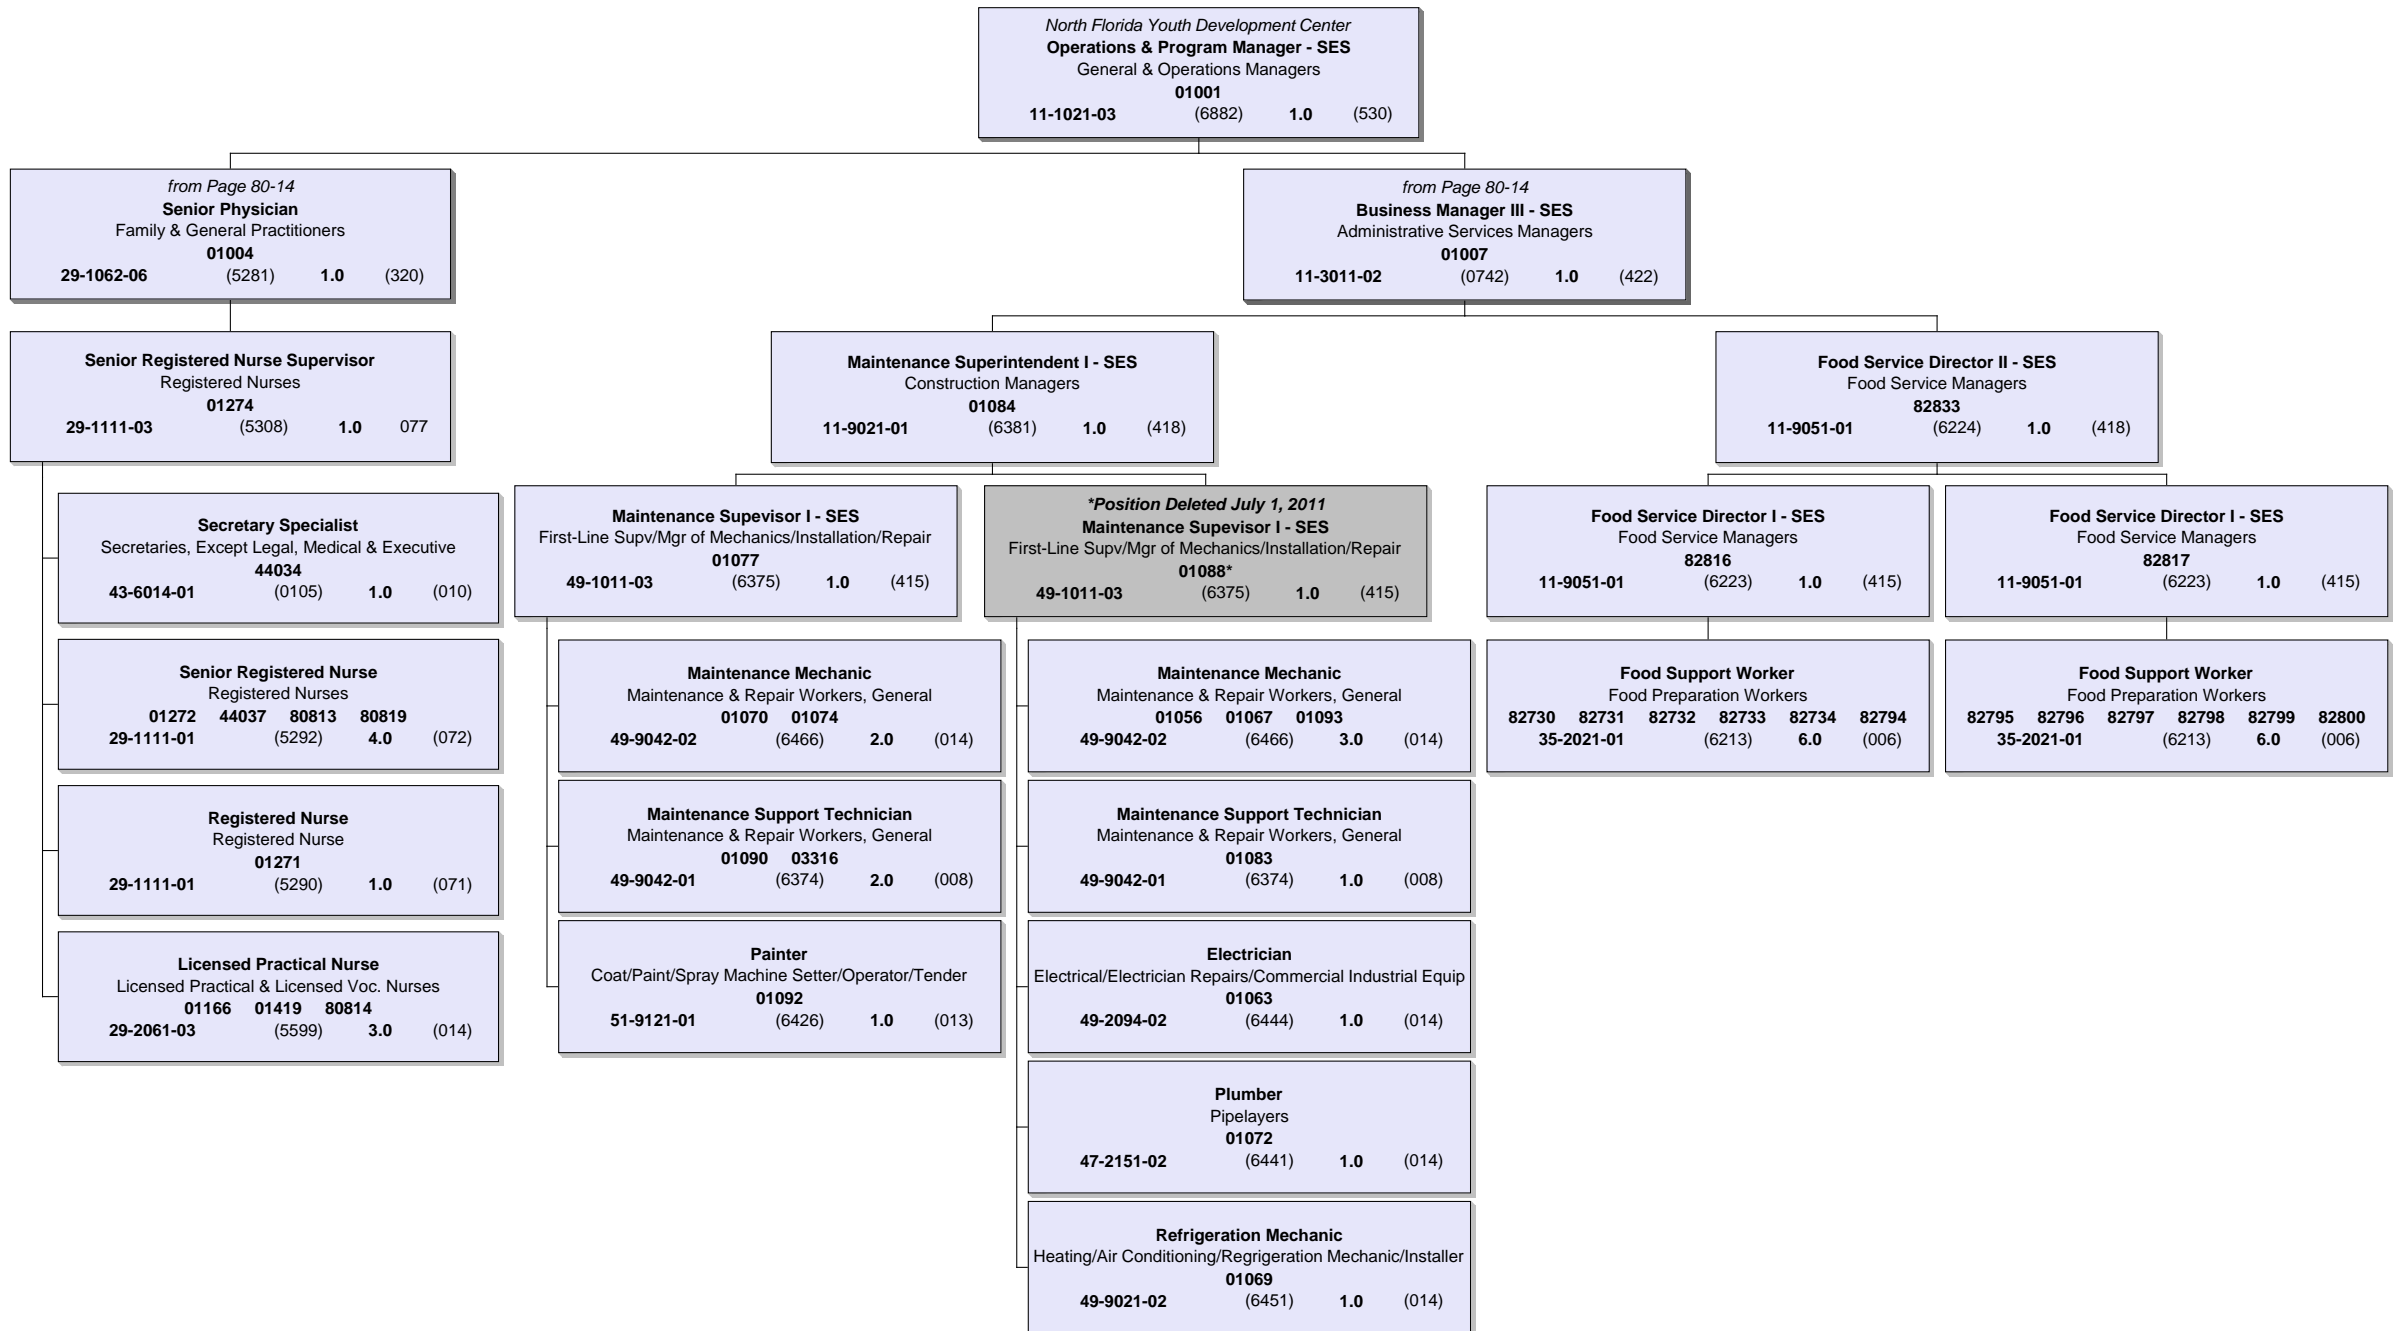 North Florida Youth Development Center
Operations & Program Manager - SES
General & Operations Managers
01001
11-1021-03 (6882) 1.0 (530)
from Page 80-14
Senior Physician
Family & General Practitioners
01004
29-1062-06 (5281) 1.0 (320)
from Page 80-14
Business Manager III - SES
Administrative Services Managers
01007
11-3011-02 (0742) 1.0 (422)
Senior Registered Nurse Supervisor
Registered Nurses
01274
29-1111-03 (5308) 1.0 077
Maintenance Superintendent I - SES
Construction Managers
01084
11-9021-01 (6381) 1.0 (418)
Food Service Director II - SES
Food Service Managers
82833
11-9051-01 (6224) 1.0 (418)
Secretary Specialist
Secretaries, Except Legal, Medical & Executive
44034
43-6014-01 (0105) 1.0 (010)
Senior Registered Nurse
Registered Nurses
01272 44037 80813 80819
29-1111-01 (5292) 4.0 (072)
Registered Nurse
Registered Nurse
01271
29-1111-01 (5290) 1.0 (071)
Licensed Practical Nurse
Licensed Practical & Licensed Voc. Nurses
01166 01419 80814
29-2061-03 (5599) 3.0 (014)
Maintenance Supevisor I - SES
First-Line Supv/Mgr of Mechanics/Installation/Repair
01077
49-1011-03 (6375) 1.0 (415)
Maintenance Mechanic
Maintenance & Repair Workers, General
01070 01074
49-9042-02 (6466) 2.0 (014)
Maintenance Support Technician
Maintenance & Repair Workers, General
01090 03316
49-9042-01 (6374) 2.0 (008)
Painter
Coat/Paint/Spray Machine Setter/Operator/Tender
01092
51-9121-01 (6426) 1.0 (013)
*Position Deleted July 1, 2011
Maintenance Supevisor I - SES
First-Line Supv/Mgr of Mechanics/Installation/Repair
01088*
49-1011-03 (6375) 1.0 (415)
Maintenance Mechanic
Maintenance & Repair Workers, General
01056 01067 01093
49-9042-02 (6466) 3.0 (014)
Maintenance Support Technician
Maintenance & Repair Workers, General
01083
49-9042-01 (6374) 1.0 (008)
Electrician
Electrical/Electrician Repairs/Commercial Industrial Equip
01063
49-2094-02 (6444) 1.0 (014)
Plumber
Pipelayers
01072
47-2151-02 (6441) 1.0 (014)
Refrigeration Mechanic
Heating/Air Conditioning/Regrigeration Mechanic/Installer
01069
49-9021-02 (6451) 1.0 (014)
Food Service Director I - SES
Food Service Managers
82816
11-9051-01 (6223) 1.0 (415)
Food Support Worker
Food Preparation Workers
82730 82731 82732 82733 82734 82794
35-2021-01 (6213) 6.0 (006)
Food Service Director I - SES
Food Service Managers
82817
11-9051-01 (6223) 1.0 (415)
Food Support Worker
Food Preparation Workers
82795 82796 82797 82798 82799 82800
35-2021-01 (6213) 6.0 (006)